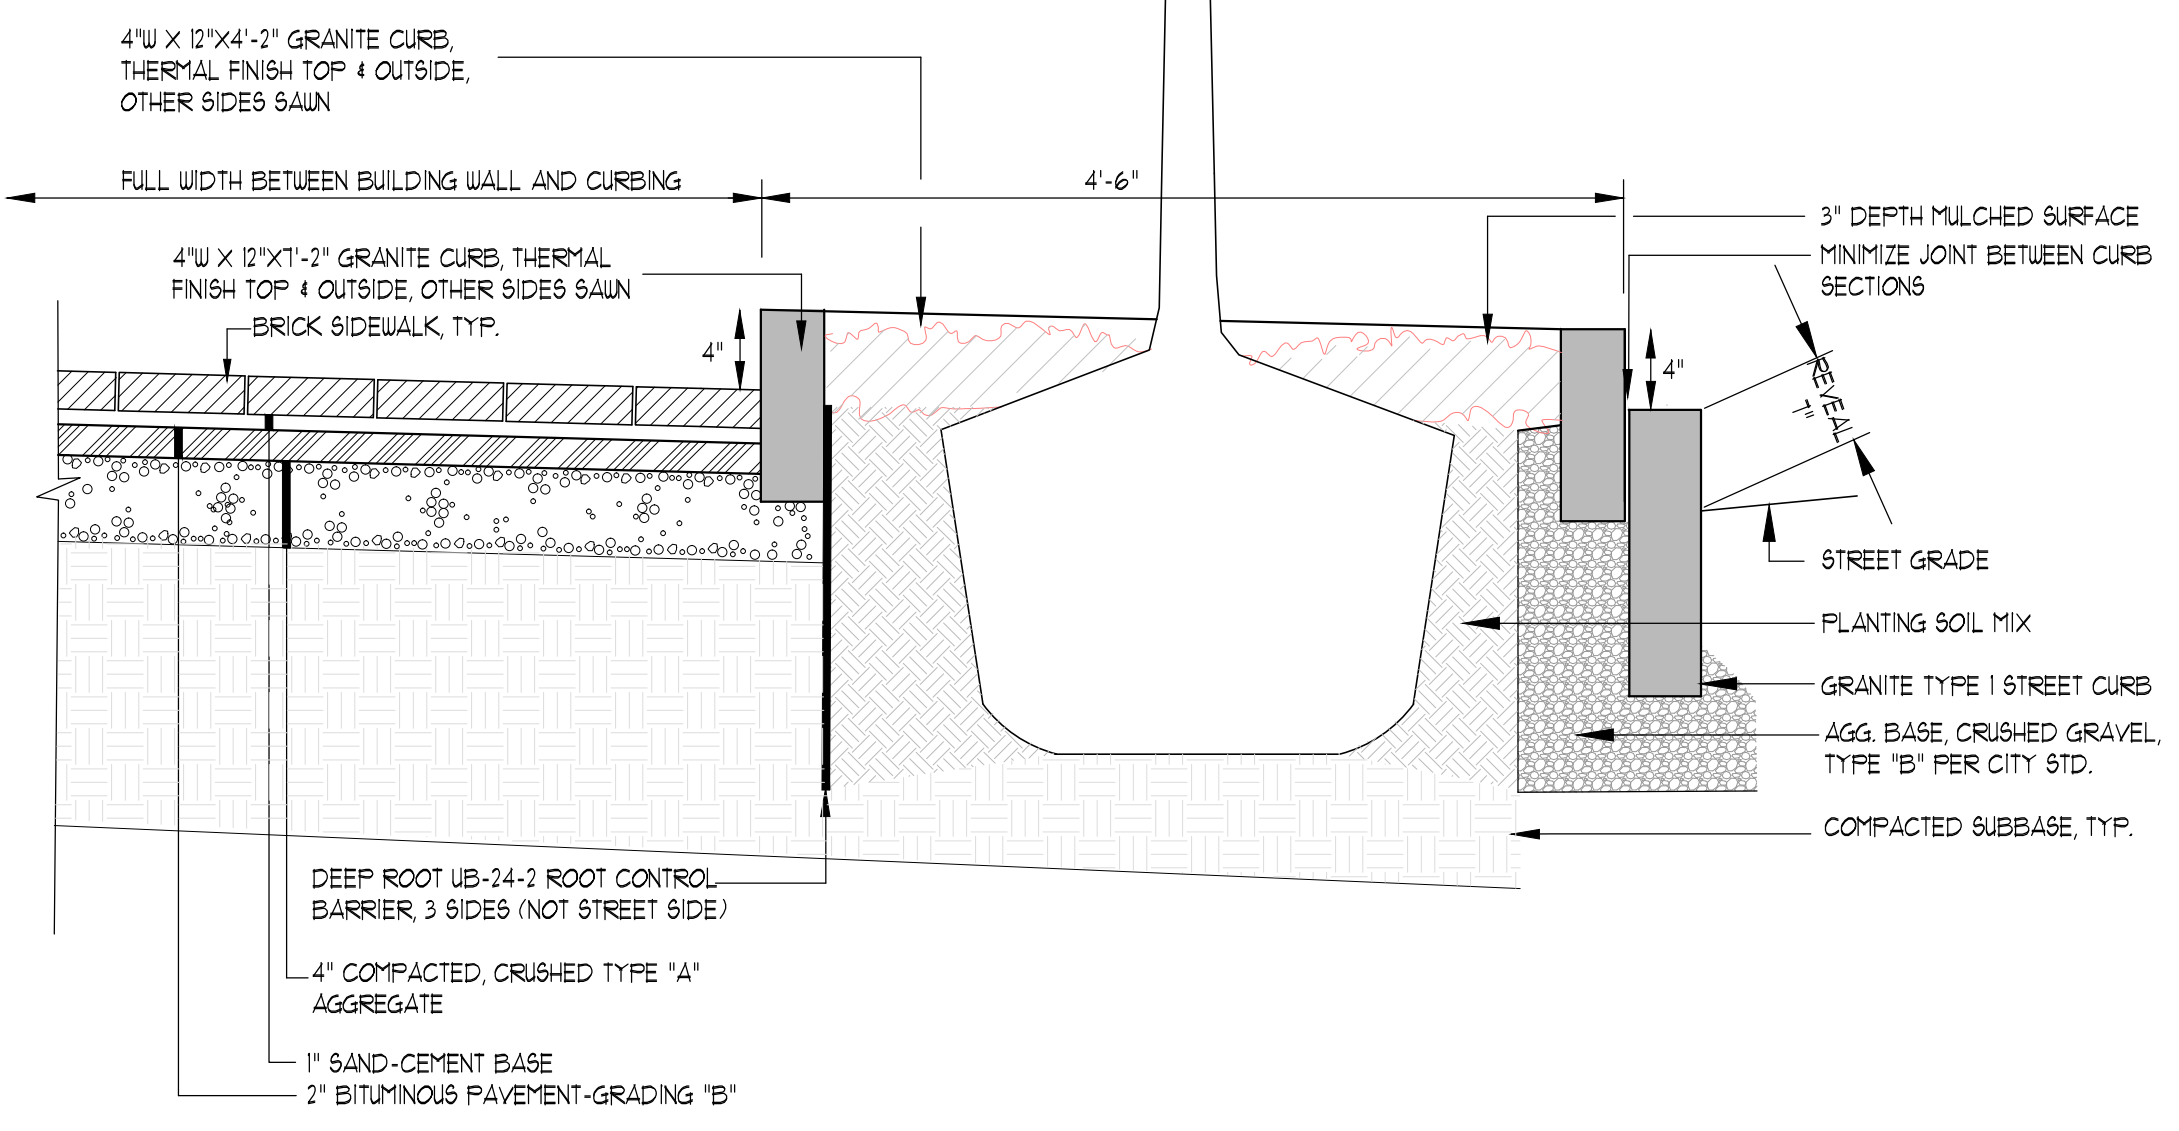 4"W X 12"X4'-2" GRANITE CURB,
THERMAL FINISH TOP & OUTSIDE,
OTHER SIDES SAWN
FULL WIDTH BETWEEN BUILDING WALL AND CURBING
4'-6"
4"W X 12"X7'-2" GRANITE CURB, THERMAL
FINISH TOP & OUTSIDE, OTHER SIDES SAWN
BRICK SIDEWALK, TYP.
4"
3" DEPTH MULCHED SURFACE
MINIMIZE JOINT BETWEEN CURB
SECTIONS
4"
REVEAL
7"
STREET GRADE
PLANTING SOIL MIX
GRANITE TYPE 1 STREET CURB
AGG. BASE, CRUSHED GRAVEL,
TYPE "B" PER CITY STD.
COMPACTED SUBBASE, TYP.
DEEP ROOT UB-24-2 ROOT CONTROL
BARRIER, 3 SIDES (NOT STREET SIDE)
4" COMPACTED, CRUSHED TYPE "A"
AGGREGATE
1" SAND-CEMENT BASE
2" BITUMINOUS PAVEMENT-GRADING "B"